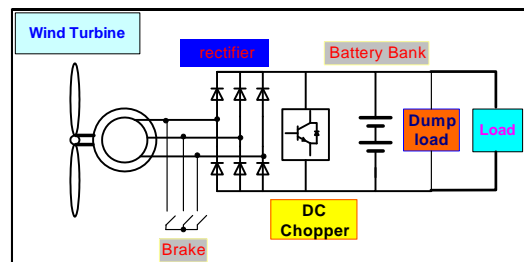 Wind Turbine
rectifier
Battery Bank
Dump
load
Load
DC
Chopper
Brake